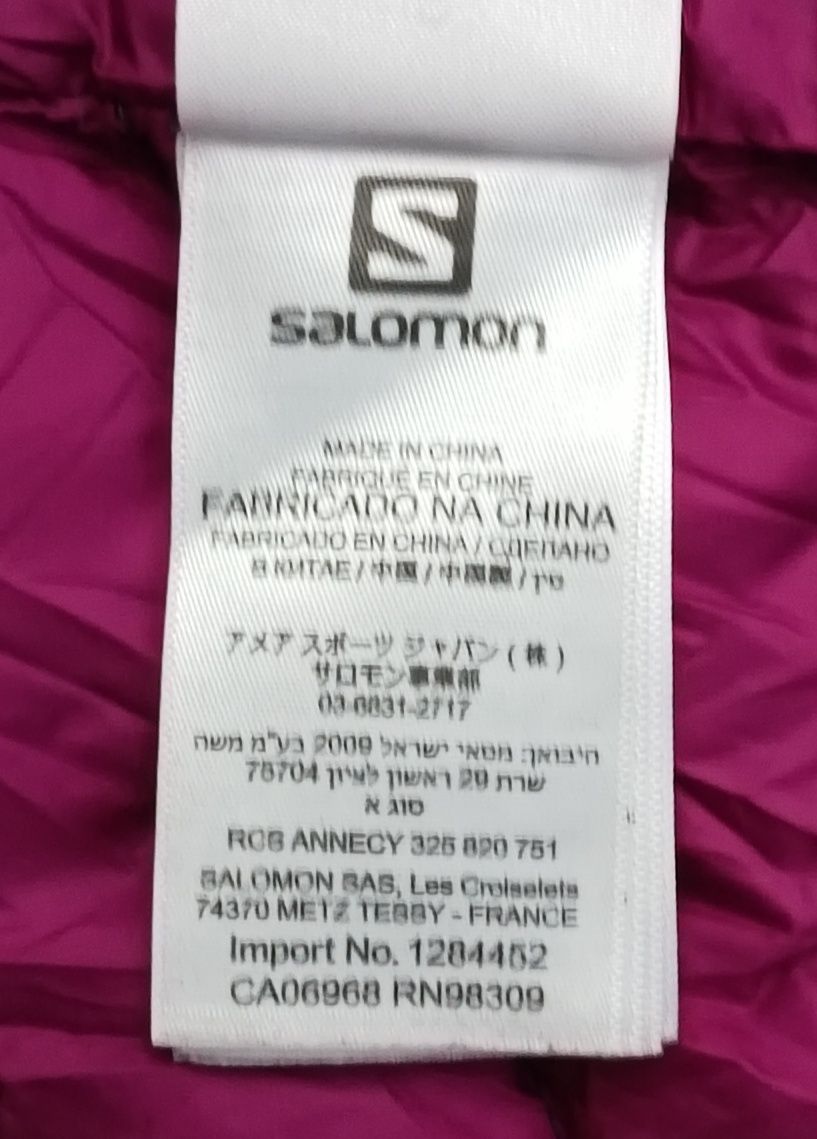 S
salomon
MADE IN CHINA
FABRIQUE EN CHINE
FABRICADO NA CHINA
FABRICADO EN CHINA / СДЕЛАНО
В КИТАЕ / 中国 / 中国製 / סין
アメア スポーツ ジャパン ( 株 )
サロモン事業部
03-6831-2717
היבואן: מסאי ישראל 2009 בע"מ משה
שרת 29 ראשון לציון 75704
סוג א
RCS ANNECY 325 820 751
SALOMON SAS, Les Croiselets
74370 METZ TESSY - FRANCE
Import No. 1284452
CA06968 RN98309